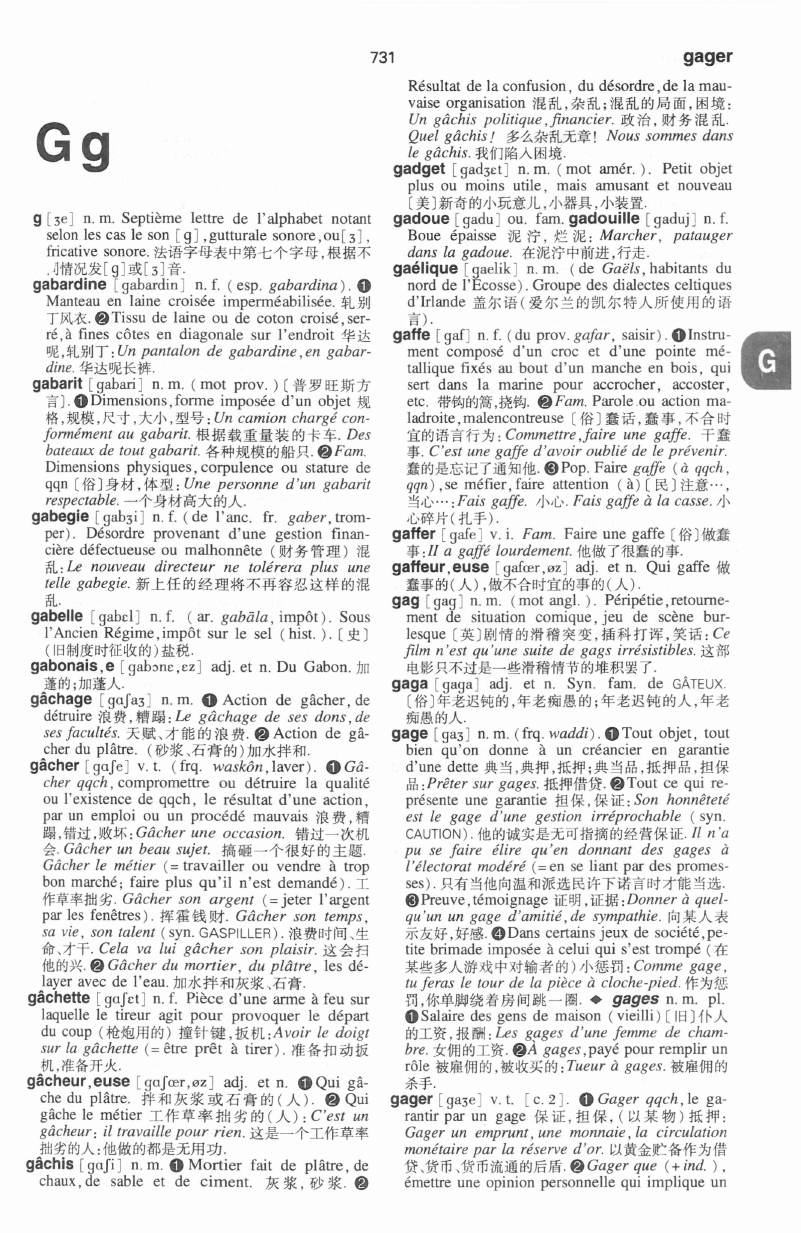 731
gager
G g
g [ʒe] n. m. Septième lettre de l'alphabet notant
selon les cas le son [g],gutturale sonore,ou[ʒ],
fricative sonore. 法语字母表中第七个字母,根据不
情况发[g]或[ʒ]音.
gabardine [gabardin] n. f. (esp. gabardina). ❶
Manteau en laine croisée imperméabilisée. 轧别
丁风衣. ❷Tissu de laine ou de coton croisé,ser-
ré,à fines côtes en diagonale sur l'endroit 华达
呢,轧别丁:Un pantalon de gabardine,en gabar-
dine. 华达呢长裤.
gabarit [gabari] n. m. (mot prov.)[普罗旺斯方
言]. ❶Dimensions,forme imposée d'un objet 规
格,规模,尺寸,大小,型号:Un camion chargé con-
formément au gabarit. 根据载重量装的卡车. Des
bateaux de tout gabarit. 各种规模的船只. ❷Fam.
Dimensions physiques, corpulence ou stature de
qqn [俗]身材,体型:Une personne d'un gabarit
respectable. 一个身材高大的人.
gabegie [gabʒi] n. f. (de l'anc. fr. gaber,trom-
per). Désordre provenant d'une gestion finan-
cière défectueuse ou malhonnête (财务管理) 混
乱:Le nouveau directeur ne tolérera plus une
telle gabegie. 新上任的经理将不再容忍这样的混
乱.
gabelle [gabɛl] n. f. (ar. gabāla, impôt). Sous
l'Ancien Régime,impôt sur le sel (hist.). [史]
(旧制度时征收的)盐税.
gabonais,e [gabɔnɛ,ɛz] adj. et n. Du Gabon. 加
蓬的;加蓬人.
gâchage [gɑʃaʒ] n. m. ❶ Action de gâcher, de
détruire 浪费,糟蹋:Le gâchage de ses dons,de
ses facultés. 天赋、才能的浪费. ❷ Action de gâ-
cher du plâtre. (砂浆、石膏的)加水拌和.
gâcher [gɑʃe] v. t. (frq. waskôn,laver). ❶Gâ-
cher qqch,compromettre ou détruire la qualité
ou l'existence de qqch, le résultat d'une action,
par un emploi ou un procédé mauvais 浪费,糟
蹋,错过,败坏:Gâcher une occasion. 错过一次机
会. Gâcher un beau sujet. 搞砸一个很好的主题.
Gâcher le métier (=travailler ou vendre à trop
bon marché; faire plus qu'il n'est demandé). 工
作草率拙劣. Gâcher son argent (=jeter l'argent
par les fenêtres). 挥霍钱财. Gâcher son temps,
sa vie, son talent (syn. GASPILLER). 浪费时间、生
命、才干. Cela va lui gâcher son plaisir. 这会扫
他的兴. ❷Gâcher du mortier, du plâtre, les dé-
layer avec de l'eau. 加水拌和灰浆、石膏.
gâchette [gɑʃɛt] n. f. Pièce d'une arme à feu sur
laquelle le tireur agit pour provoquer le départ
du coup (枪炮用的) 撞针键,扳机:Avoir le doigt
sur la gâchette (=être prêt à tirer). 准备扣动扳
机,准备开火.
gâcheur,euse [gɑʃœr,øz] adj. et n. ❶Qui gâ-
che du plâtre. 拌和灰浆或石膏的(人). ❷ Qui
gâche le métier 工作草率拙劣的(人):C'est un
gâcheur; il travaille pour rien. 这是一个工作草率
拙劣的人;他做的都是无用功.
gâchis [gɑʃi] n. m. ❶ Mortier fait de plâtre, de
chaux, de sable et de ciment. 灰浆, 砂浆. ❷
Résultat de la confusion, du désordre,de la mau-
vaise organisation 混乱,杂乱;混乱的局面,困境:
Un gâchis politique,financier. 政治,财务混乱.
Quel gâchis! 多么杂乱无章! Nous sommes dans
le gâchis. 我们陷入困境.
gadget [gadʒɛt] n. m. (mot amér.). Petit objet
plus ou moins utile, mais amusant et nouveau
[美]新奇的小玩意儿,小器具,小装置.
gadoue [gadu] ou. fam. gadouille [gaduj] n. f.
Boue épaisse 泥泞, 烂泥: Marcher, patauger
dans la gadoue. 在泥泞中前进,行走.
gaélique [gaelik] n. m. (de Gaëls, habitants du
nord de l'Écosse). Groupe des dialectes celtiques
d'Irlande 盖尔语(爱尔兰的凯尔特人所使用的语
言).
gaffe [gaf] n. f. (du prov. gafar, saisir). ❶Instru-
ment composé d'un croc et d'une pointe mé-
tallique fixés au bout d'un manche en bois, qui
sert dans la marine pour accrocher, accoster,
etc. 带钩的篙,挠钩. ❷Fam. Parole ou action ma-
ladroite,malencontreuse [俗]蠢话,蠢事,不合时
宜的语言行为:Commettre,faire une gaffe. 干蠢
事. C'est une gaffe d'avoir oublié de le prévenir.
蠢的是忘记了通知他. ❸Pop. Faire gaffe (à qqch,
qqn),se méfier,faire attention (à)[民]注意…,
当心…:Fais gaffe. 小心. Fais gaffe à la casse. 小
心碎片(扎手).
gaffer [gafe] v. i. Fam. Faire une gaffe [俗]做蠢
事:Il a gaffé lourdement. 他做了很蠢的事.
gaffeur,euse [gafœr,øz] adj. et n. Qui gaffe 做
蠢事的(人),做不合时宜的事的(人).
gag [gag] n. m. (mot angl.). Péripétie,retourne-
ment de situation comique, jeu de scène bur-
lesque [英]剧情的滑稽突变,插科打诨,笑话:Ce
film n'est qu'une suite de gags irrésistibles. 这部
电影只不过是一些滑稽情节的堆积罢了.
gaga [gaga] adj. et n. Syn. fam. de GÂTEUX.
[俗]年老迟钝的,年老痴愚的;年老迟钝的人,年老
痴愚的人.
gage [gaʒ] n. m. (frq. waddi). ❶Tout objet, tout
bien qu'on donne à un créancier en garantie
d'une dette 典当,典押,抵押;典当品,抵押品,担保
品:Prêter sur gages. 抵押借贷. ❷Tout ce qui re-
présente une garantie 担保,保证:Son honnêteté
est le gage d'une gestion irréprochable (syn.
CAUTION). 他的诚实是无可指摘的经营保证. Il n'a
pu se faire élire qu'en donnant des gages à
l'électorat modéré (=en se liant par des promes-
ses). 只有当他向温和派选民许下诺言时才能当选.
❸Preuve,témoignage 证明,证据:Donner à quel-
qu'un un gage d'amitié,de sympathie. 向某人表
示友好,好感. ❹Dans certains jeux de société,pe-
tite brimade imposée à celui qui s'est trompé (在
某些多人游戏中对输者的)小惩罚:Comme gage,
tu feras le tour de la pièce à cloche-pied. 作为惩
罚,你单脚绕着房间跳一圈. ◆ gages n. m. pl.
❶Salaire des gens de maison (vieilli)[旧]仆人
的工资,报酬:Les gages d'une femme de cham-
bre. 女佣的工资. ❷À gages,payé pour remplir un
rôle 被雇佣的,被收买的:Tueur à gages. 被雇佣的
杀手.
gager [gaʒe] v. t. [c. 2]. ❶ Gager qqch,le ga-
rantir par un gage 保证,担保,(以某物)抵押:
Gager un emprunt, une monnaie, la circulation
monétaire par la réserve d'or. 以黄金贮备作为借
贷、货币、货币流通的后盾. ❷Gager que (+ind.),
émettre une opinion personnelle qui implique un
G